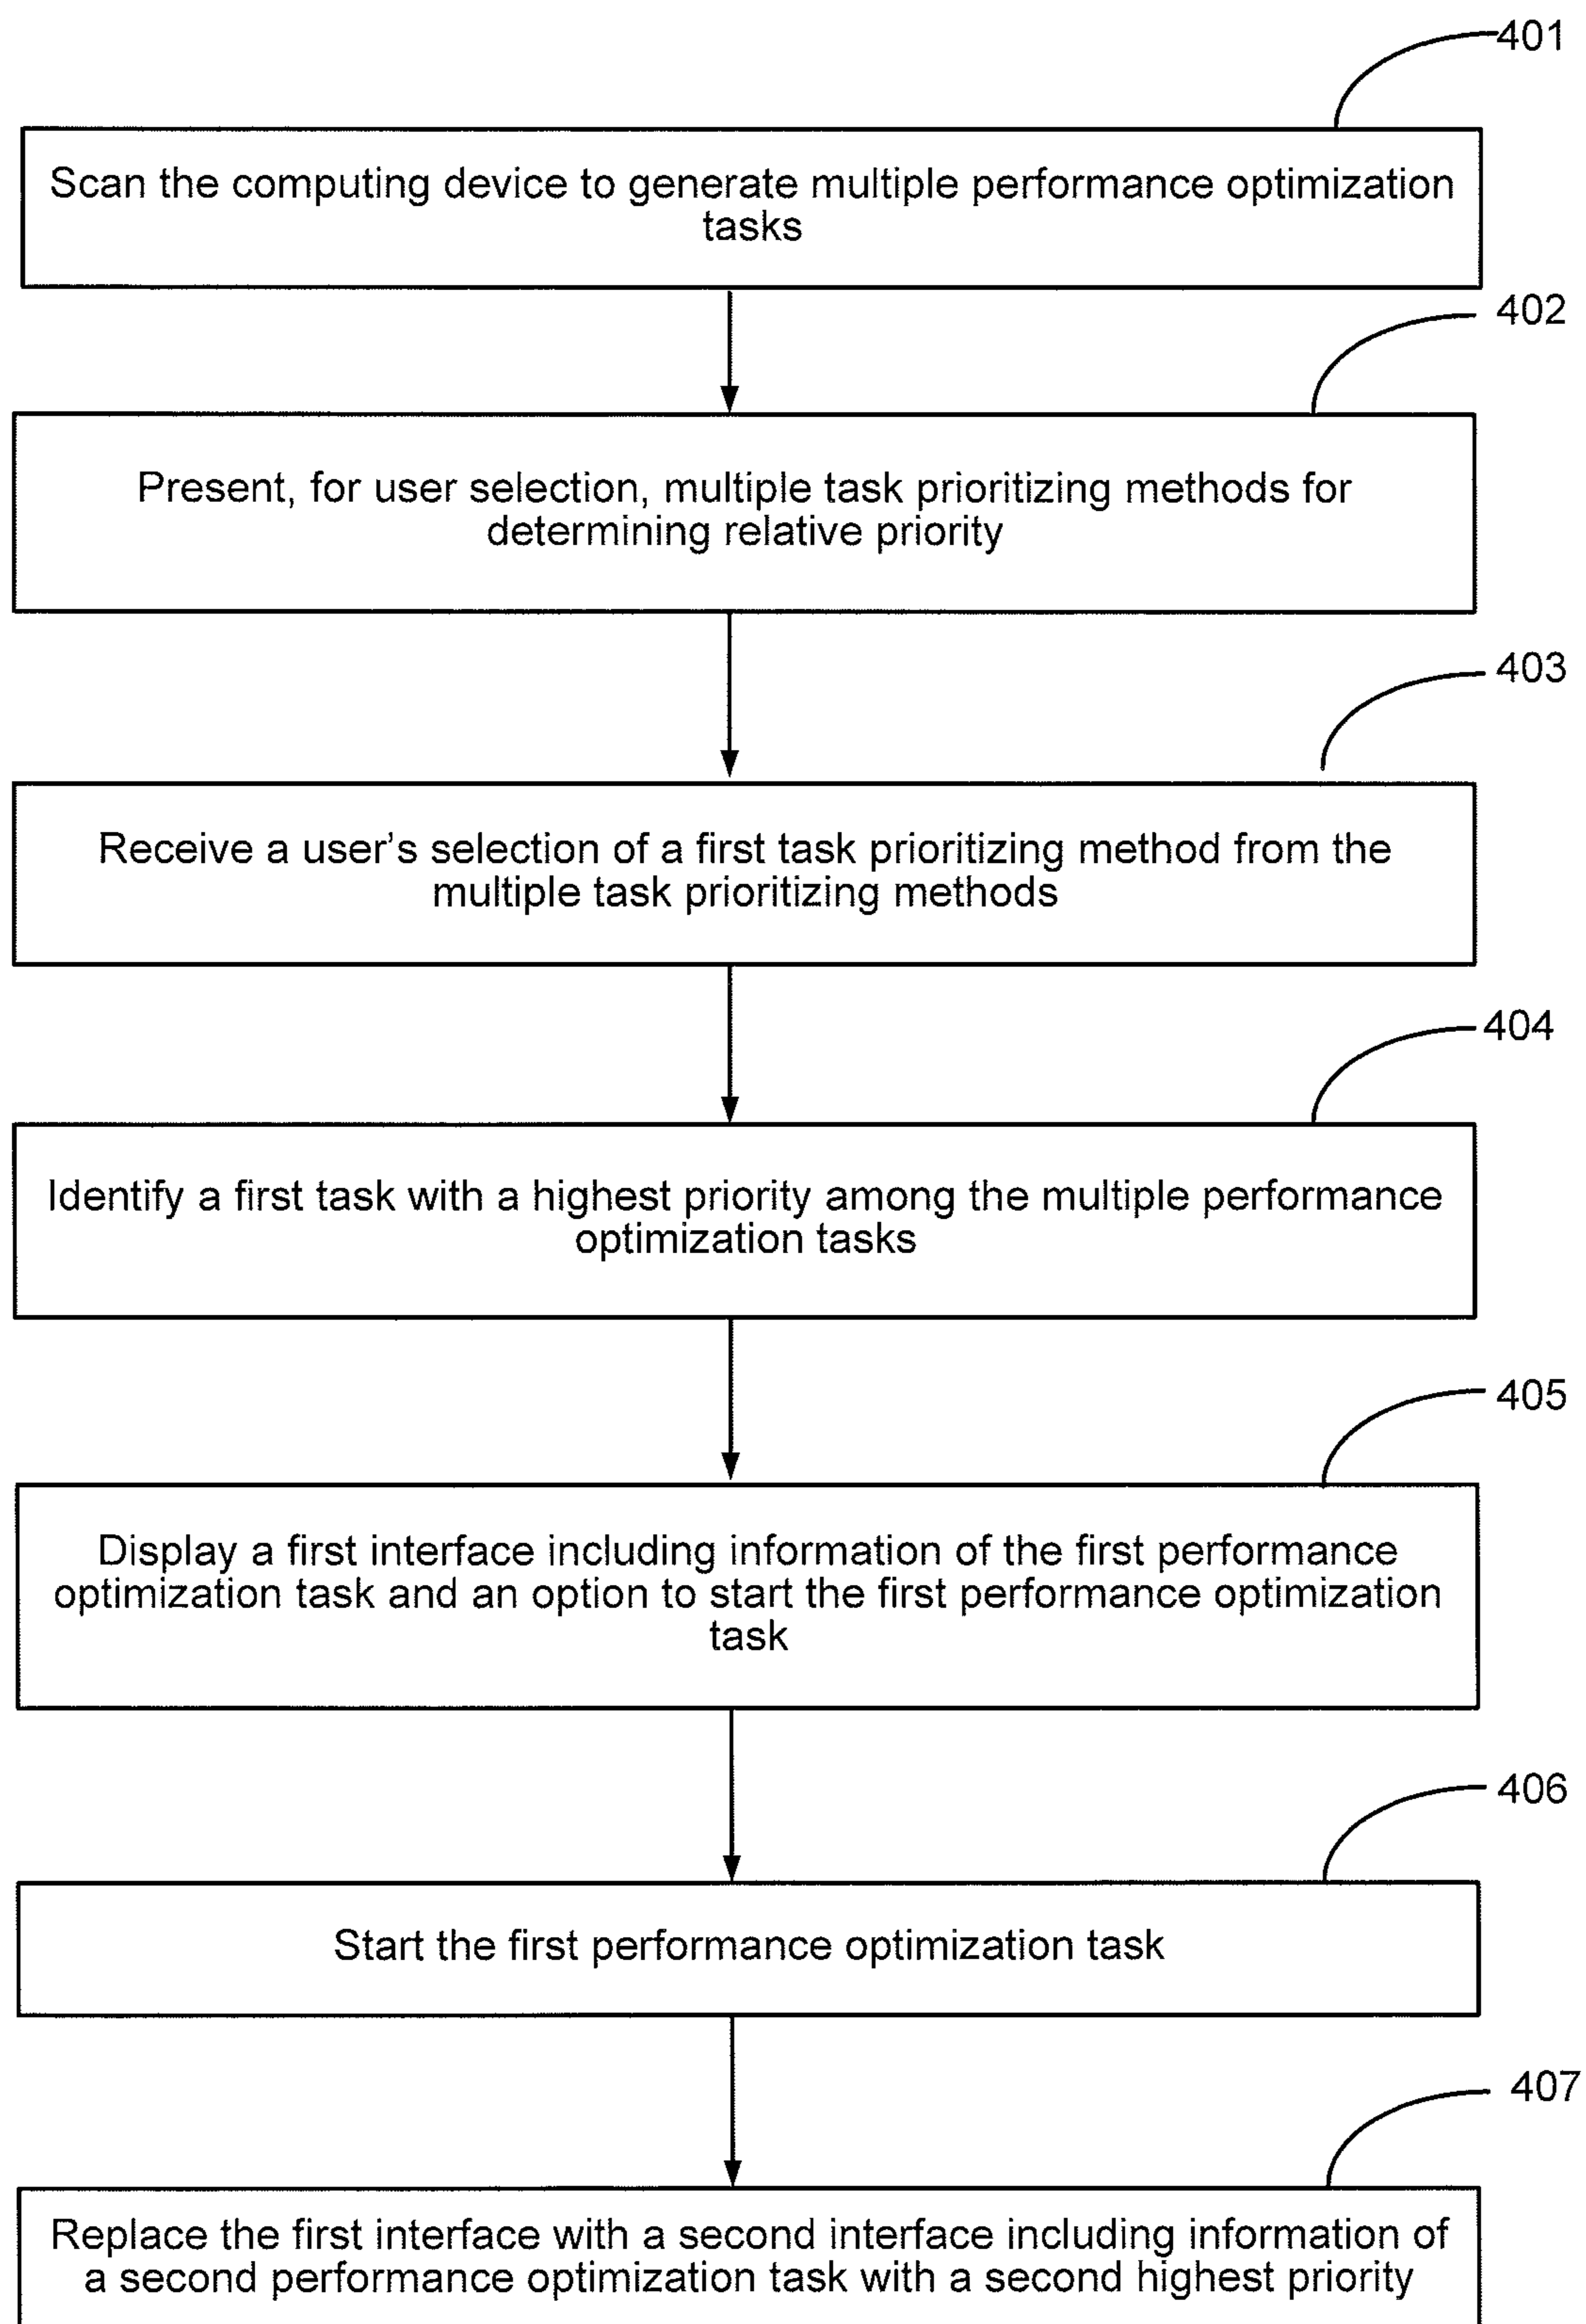 401
Scan the computing device to generate multiple performance optimization
tasks
402
Present, for user selection, multiple task prioritizing methods for
determining relative priority
403
Receive a user's selection of a first task prioritizing method from the
multiple task prioritizing methods
404
Identify a first task with a highest priority among the multiple performance
optimization tasks
405
Display a first interface including information of the first performance
optimization task and an option to start the first performance optimization
task
406
Start the first performance optimization task
407
Replace the first interface with a second interface including information of
a second performance optimization task with a second highest priority